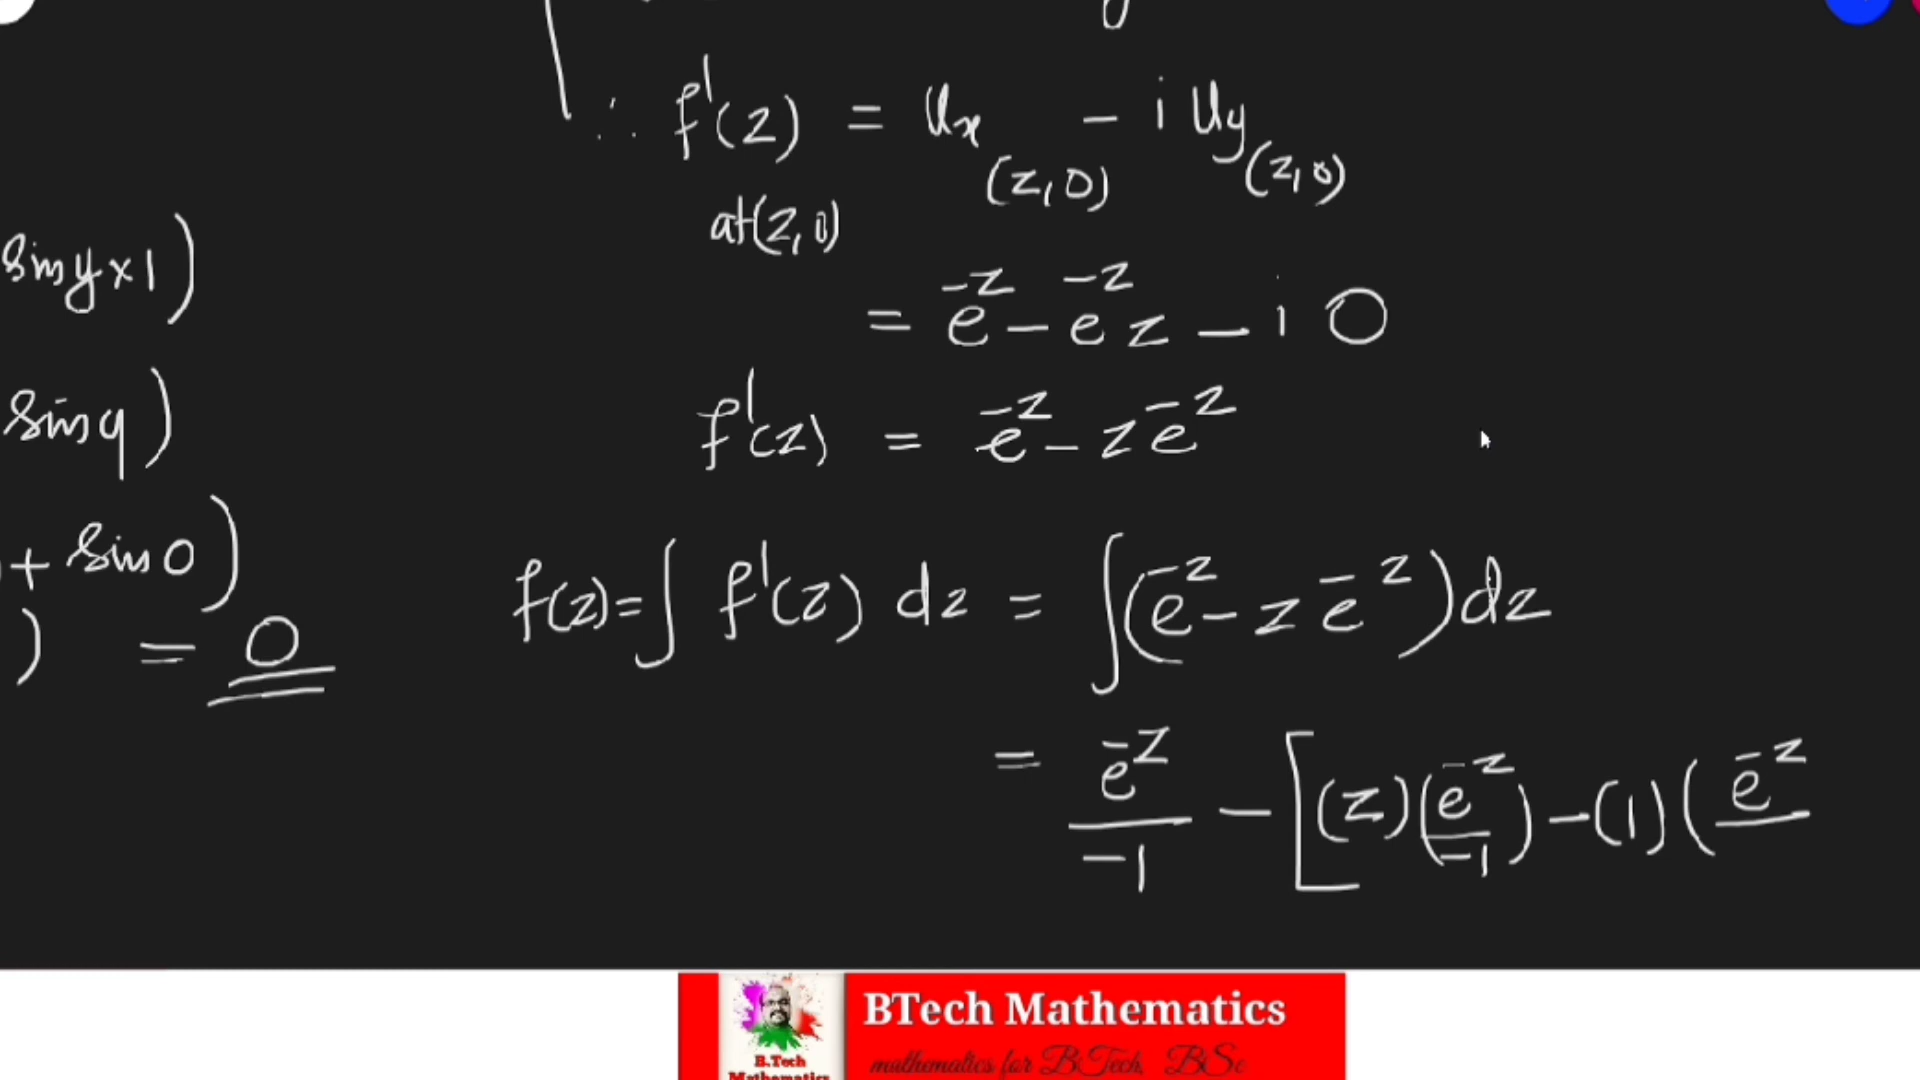 sin y × 1)
sin y)
+ sin 0)
) = 0
∴ f'(z) = u_x (z, 0) - i u_y (z, 0)
at (z, 0)
= e^{-z} - e^{-z} z - i 0
f'(z) = e^{-z} - z e^{-z}
f(z) = ∫ f'(z) dz = ∫ (e^{-z} - z e^{-z}) dz
= e^{-z}/-1 - [(z)(e^{-z}/-1) - (1)(e^{-z}
BTech Mathematics
mathematics for BTech, BSc
B.Tech
Mathematics